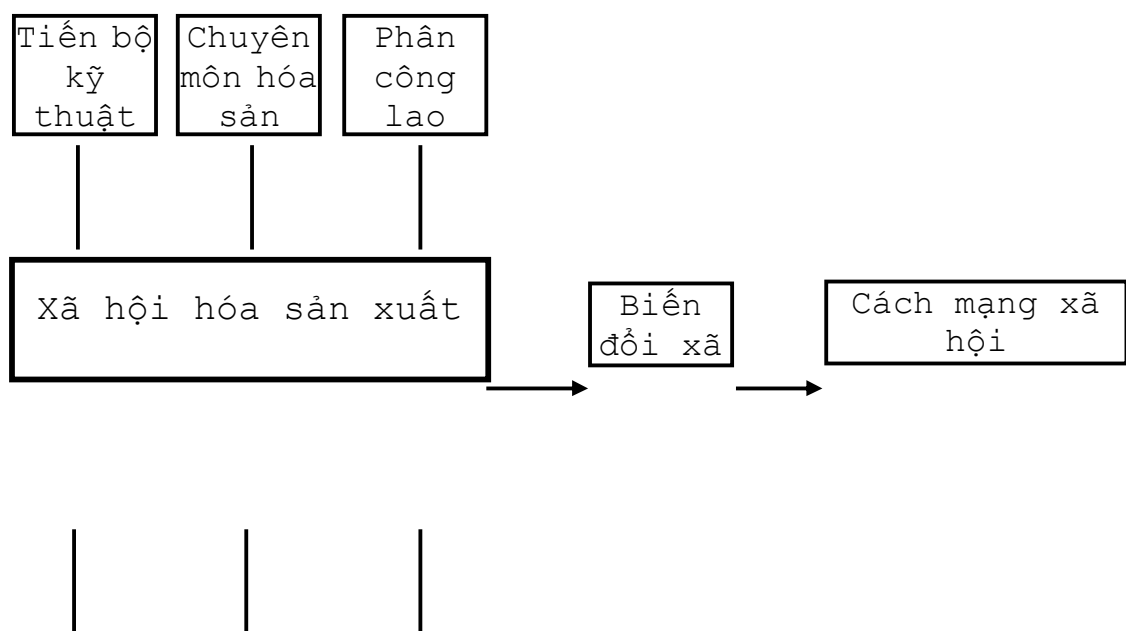 Tiến bộ
kỹ
thuật
Chuyên
môn hóa
sản
Phân
công
lao
Xã hội hóa sản xuất
Biến
đổi xã
Cách mạng xã
hội